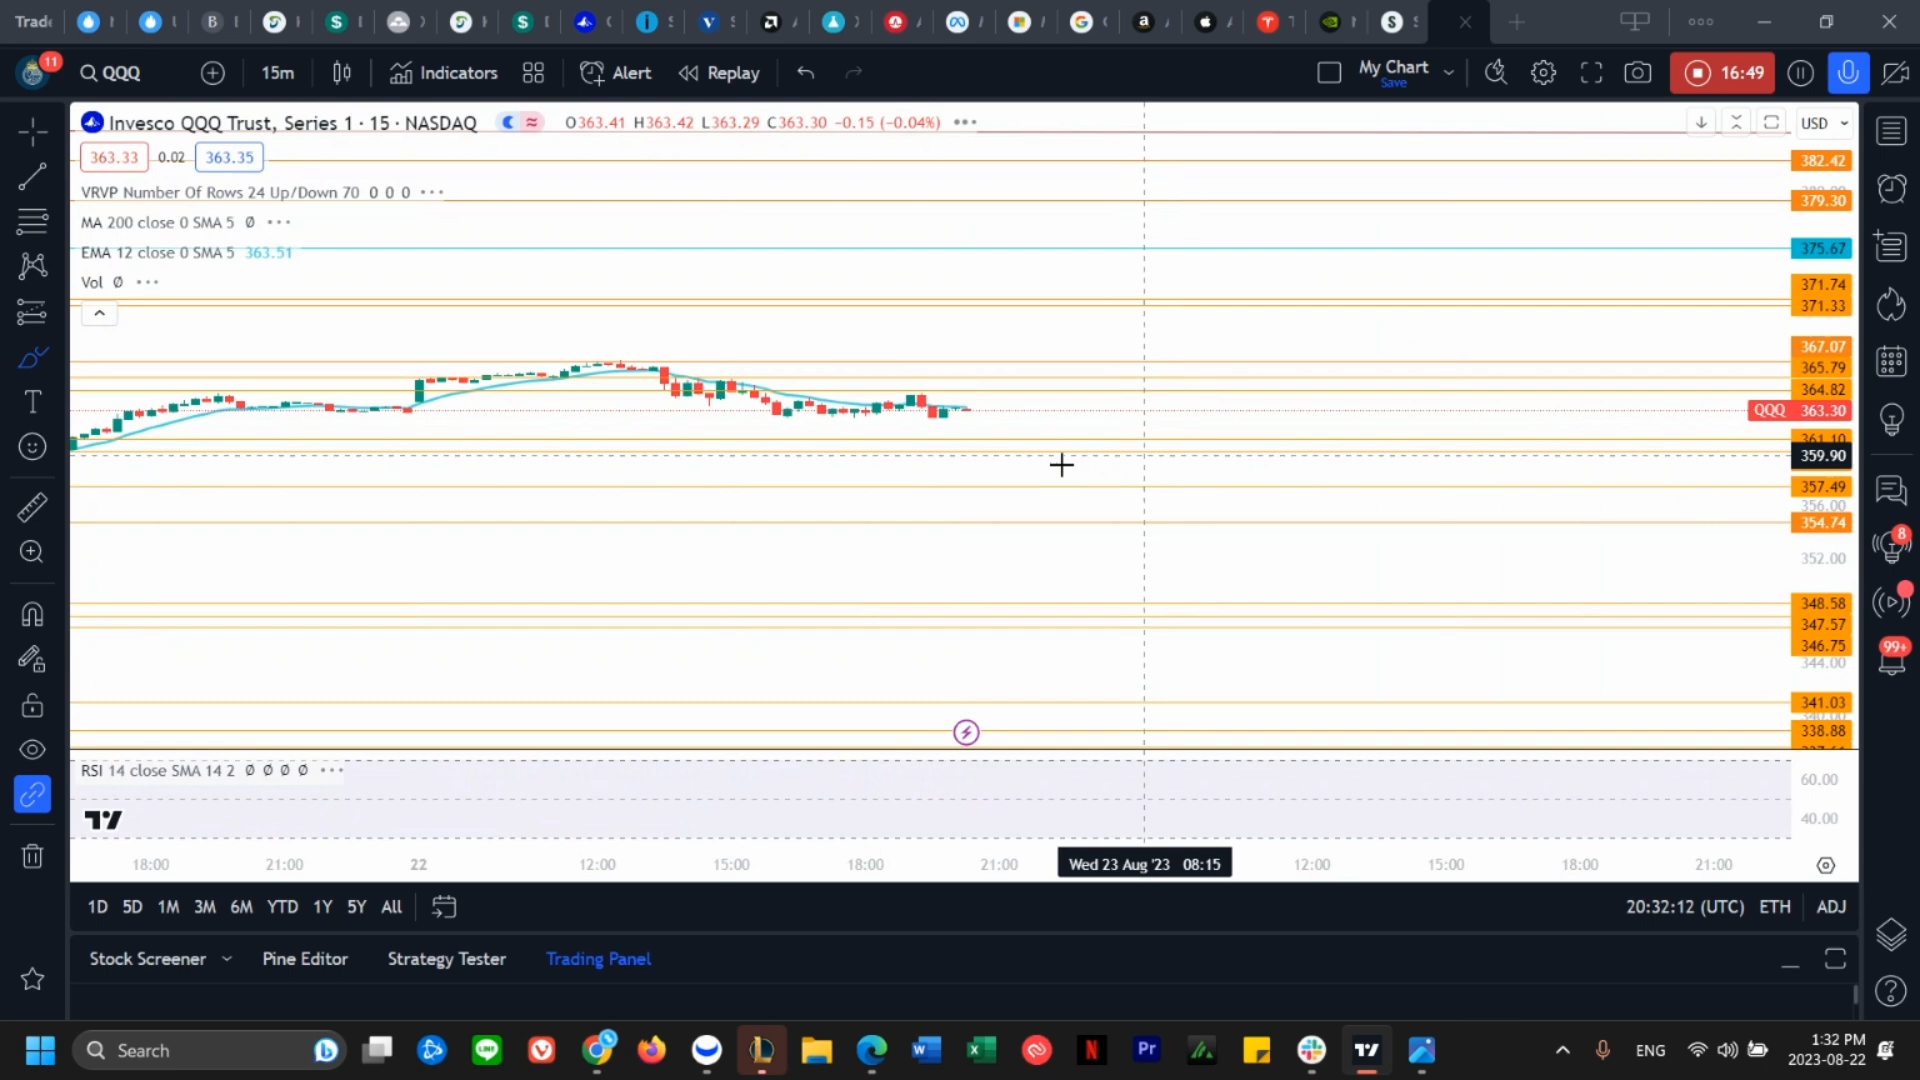 Trad
11
QQQ
15m
Indicators
Alert
Replay
My Chart
Save
16:49
Invesco QQQ Trust, Series 1 · 15 · NASDAQ
O363.41 H363.42 L363.29 C363.30 -0.15 (-0.04%)
USD
363.33 0.02 363.35
VRVP Number Of Rows 24 Up/Down 70 0 0 0
MA 200 close 0 SMA 5 Ø
EMA 12 close 0 SMA 5 363.51
Vol Ø
382.42
379.30
375.67
371.74
371.33
367.07
365.79
364.82
QQQ 363.30
361.10
359.90
357.49
356.00
354.74
352.00
348.58
347.57
346.75
344.00
341.03
338.88
RSI 14 close SMA 14 2 Ø Ø Ø Ø
60.00
40.00
18:00 21:00 22 12:00 15:00 18:00 21:00 Wed 23 Aug '23 08:15 12:00 15:00 18:00 21:00
1D 5D 1M 3M 6M YTD 1Y 5Y All
20:32:12 (UTC) ETH ADJ
Stock Screener Pine Editor Strategy Tester Trading Panel
8
99+
Search
LINE
Pr
ENG
1:32 PM
2023-08-22